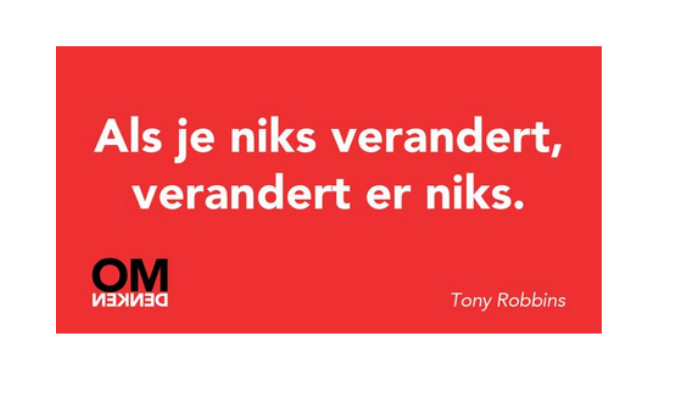 Als je niks verandert,
verandert er niks.
OM
DENKEN
Tony Robbins